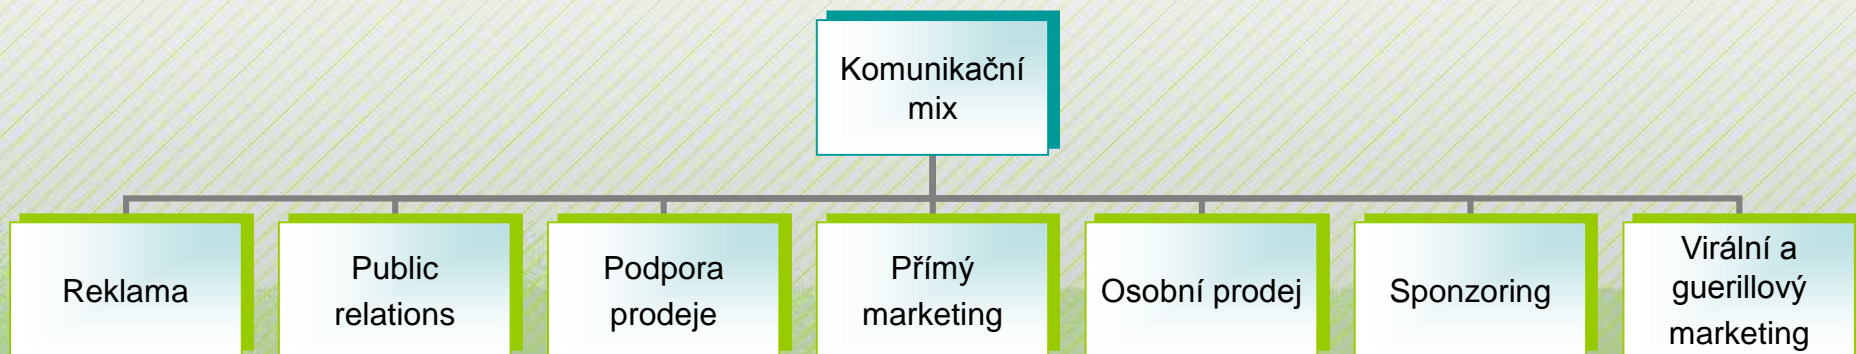 Komunikační
mix
Reklama
Public
relations
Podpora
prodeje
Přímý
marketing
Osobní prodej
Sponzoring
Virální a
guerillový
marketing